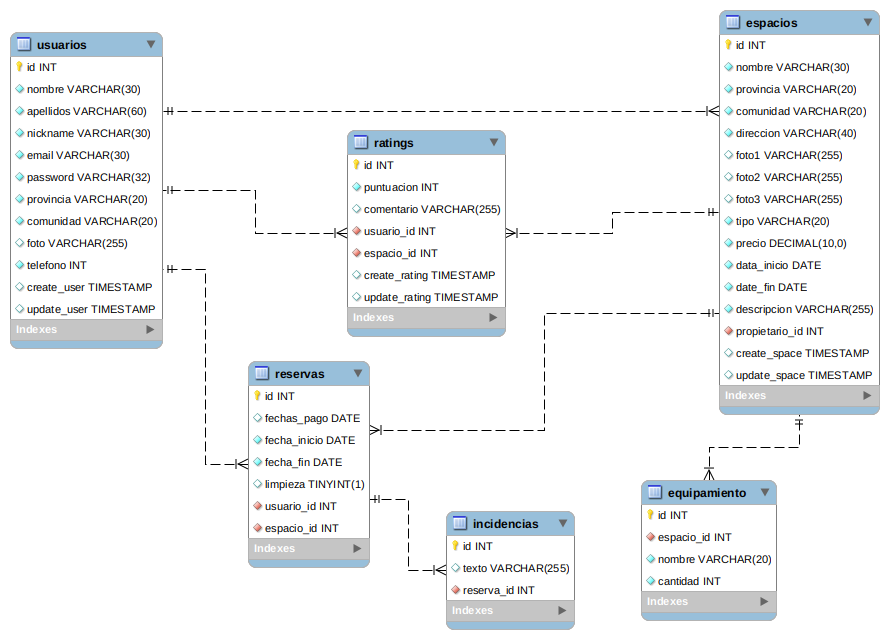 usuarios
id INT
nombre VARCHAR(30)
apellidos VARCHAR(60)
nickname VARCHAR(30)
email VARCHAR(30)
password VARCHAR(32)
provincia VARCHAR(20)
comunidad VARCHAR(20)
foto VARCHAR(255)
telefono INT
create_user TIMESTAMP
update_user TIMESTAMP
Indexes
ratings
id INT
puntuacion INT
comentario VARCHAR(255)
usuario_id INT
espacio_id INT
create_rating TIMESTAMP
update_rating TIMESTAMP
Indexes
espacios
id INT
nombre VARCHAR(30)
provincia VARCHAR(20)
comunidad VARCHAR(20)
direccion VARCHAR(40)
foto1 VARCHAR(255)
foto2 VARCHAR(255)
foto3 VARCHAR(255)
tipo VARCHAR(20)
precio DECIMAL(10,0)
data_inicio DATE
date_fin DATE
descripcion VARCHAR(255)
propietario_id INT
create_space TIMESTAMP
update_space TIMESTAMP
Indexes
reservas
id INT
fechas_pago DATE
fecha_inicio DATE
fecha_fin DATE
limpieza TINYINT(1)
usuario_id INT
espacio_id INT
Indexes
incidencias
id INT
texto VARCHAR(255)
reserva_id INT
Indexes
equipamiento
id INT
espacio_id INT
nombre VARCHAR(20)
cantidad INT
Indexes